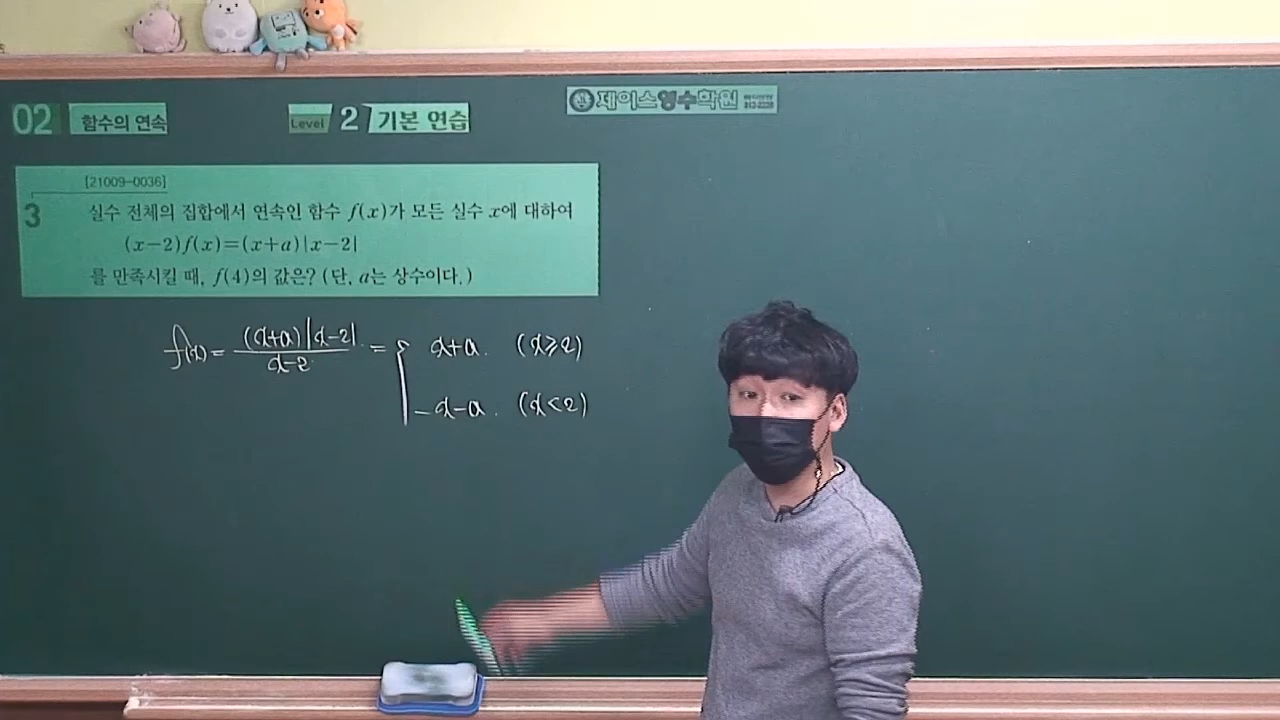 02 함수의 연속
Level 2 기본 연습
제이스영수학원
[21009-0036]
3 실수 전체의 집합에서 연속인 함수 f(x)가 모든 실수 x에 대하여
(x-2)f(x)=(x+a)|x-2|
를 만족시킬 때, f(4)의 값은? (단, a는 상수이다.)
f(x) = (x+a)|x-2| / x-2 = { x+a. (x≥2)
-x-a. (x<2)